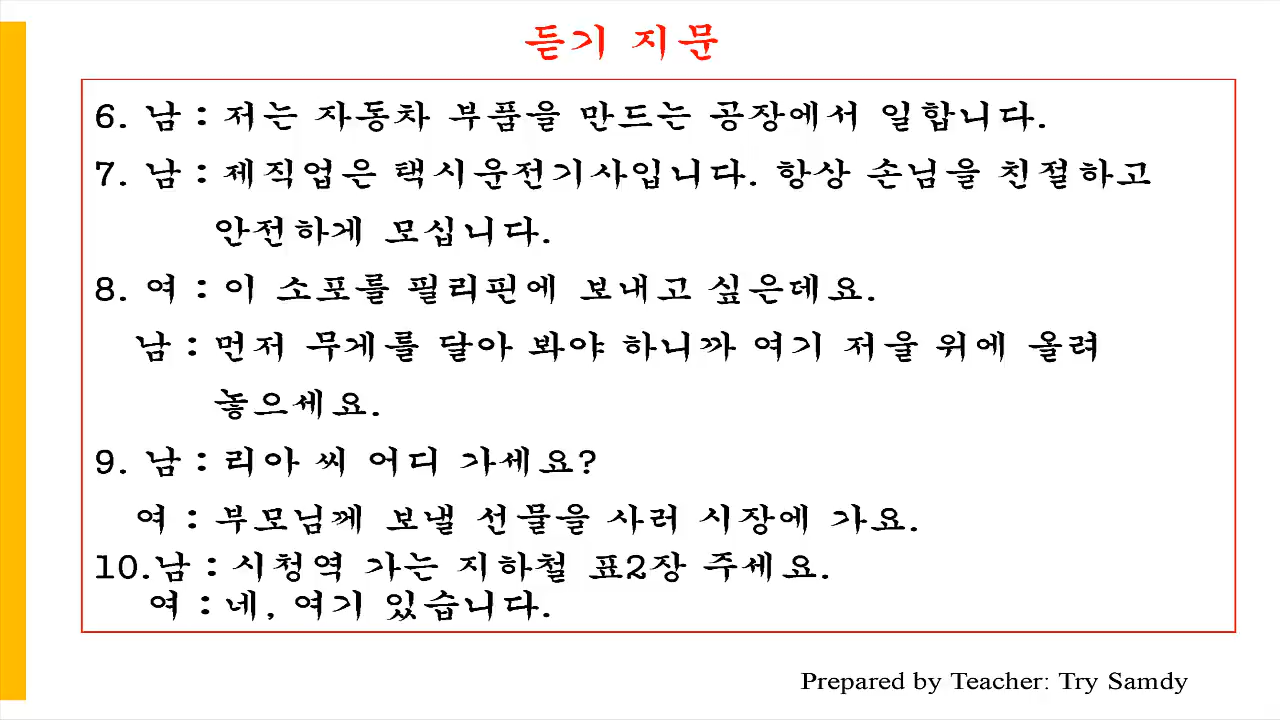 듣기 지문
6. 남 : 저는 자동차 부품을 만드는 공장에서 일합니다.
7. 남 : 제직업은 택시운전기사입니다. 항상 손님을 친절하고
안전하게 모십니다.
8. 여 : 이 소포를 필리핀에 보내고 싶은데요.
남 : 먼저 무게를 달아 봐야 하니까 여기 저울 위에 올려
놓으세요.
9. 남 : 리아 씨 어디 가세요?
여 : 부모님께 보낼 선물을 사러 시장에 가요.
10.남 : 시청역 가는 지하철 표2장 주세요.
여 : 네, 여기 있습니다.
Prepared by Teacher: Try Samdy